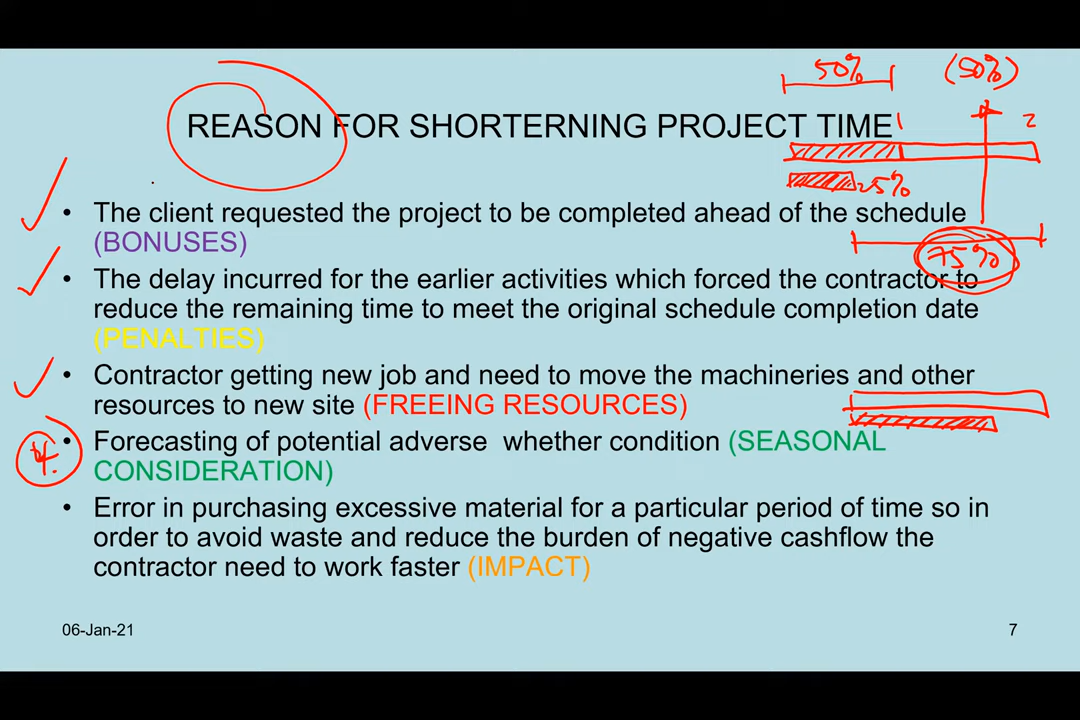 50% (50%)
REASON FOR SHORTERNING PROJECT TIME
1 2
25%
• The client requested the project to be completed ahead of the schedule
(BONUSES)
75%
• The delay incurred for the earlier activities which forced the contractor to
reduce the remaining time to meet the original schedule completion date
(PENALTIES)
• Contractor getting new job and need to move the machineries and other
resources to new site (FREEING RESOURCES)
4.
• Forecasting of potential adverse whether condition (SEASONAL
CONSIDERATION)
• Error in purchasing excessive material for a particular period of time so in
order to avoid waste and reduce the burden of negative cashflow the
contractor need to work faster (IMPACT)
06-Jan-21
7